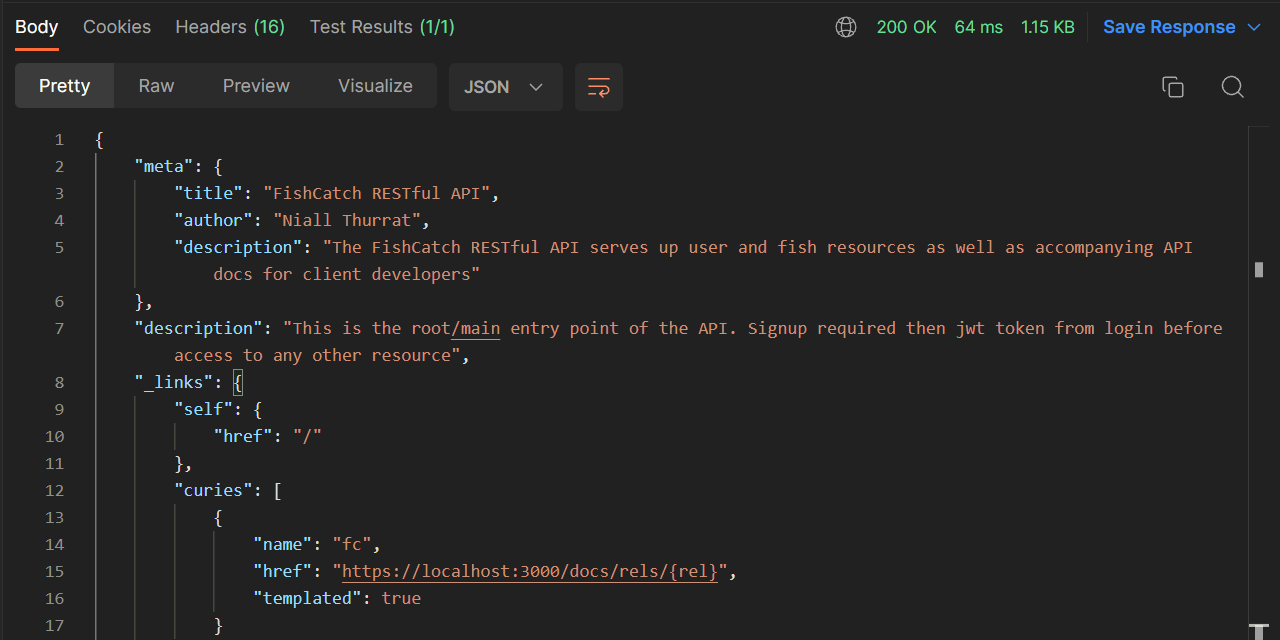 Body Cookies Headers (16) Test Results (1/1) 200 OK 64 ms 1.15 KB Save Response
Pretty Raw Preview Visualize JSON
1 {
2 "meta": {
3 "title": "FishCatch RESTful API",
4 "author": "Niall Thurrat",
5 "description": "The FishCatch RESTful API serves up user and fish resources as well as accompanying API
docs for client developers"
6 },
7 "description": "This is the root/main entry point of the API. Signup required then jwt token from login before
access to any other resource",
8 "_links": {
9 "self": {
10 "href": "/"
11 },
12 "curies": [
13 {
14 "name": "fc",
15 "href": "https://localhost:3000/docs/rels/{rel}",
16 "templated": true
17 }